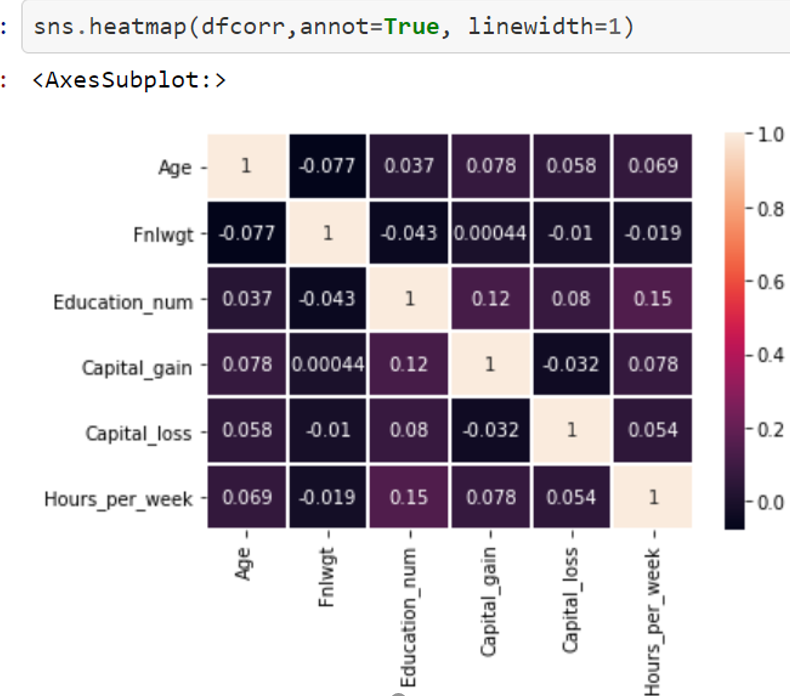 : sns.heatmap(dfcorr,annot=True, linewidth=1)
: <AxesSubplot:>
1.0
Age 1 -0.077 0.037 0.078 0.058 0.069
0.8
Fnlwgt -0.077 1 -0.043 0.00044 -0.01 -0.019
0.6
Education_num 0.037 -0.043 1 0.12 0.08 0.15
0.4
Capital_gain 0.078 0.00044 0.12 1 -0.032 0.078
0.2
Capital_loss 0.058 -0.01 0.08 -0.032 1 0.054
Hours_per_week 0.069 -0.019 0.15 0.078 0.054 1
0.0
Age
Fnlwgt
Education_num
Capital_gain
Capital_loss
Hours_per_week